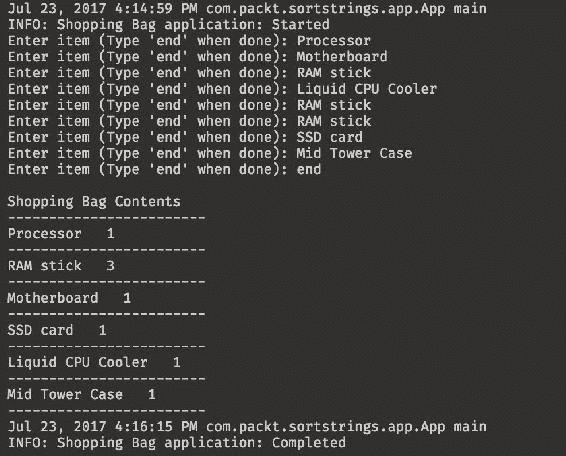 Jul 23, 2017 4:14:59 PM com.packt.sortstrings.app.App main
INFO: Shopping Bag application: Started
Enter item (Type 'end' when done): Processor
Enter item (Type 'end' when done): Motherboard
Enter item (Type 'end' when done): RAM stick
Enter item (Type 'end' when done): Liquid CPU Cooler
Enter item (Type 'end' when done): RAM stick
Enter item (Type 'end' when done): RAM stick
Enter item (Type 'end' when done): SSD card
Enter item (Type 'end' when done): Mid Tower Case
Enter item (Type 'end' when done): end
Shopping Bag Contents
------------------------
Processor   1
------------------------
RAM stick   3
------------------------
Motherboard   1
------------------------
SSD card   1
------------------------
Liquid CPU Cooler   1
------------------------
Mid Tower Case   1
------------------------
Jul 23, 2017 4:16:15 PM com.packt.sortstrings.app.App main
INFO: Shopping Bag application: Completed